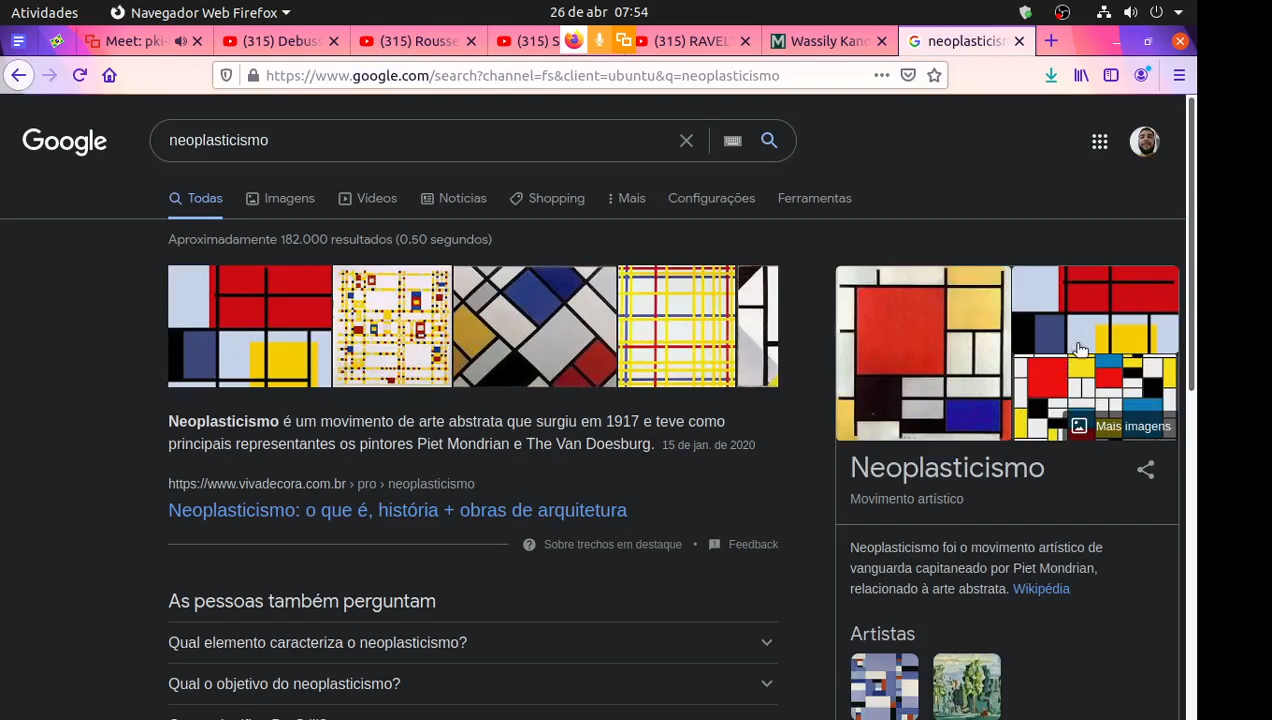 Atividades
Navegador Web Firefox
26 de abr 07:54
Meet: pki-
(315) Debus
(315) Rouss
(315) S
(315) RAVEL'
Wassily Kan
neoplasticis
https://www.google.com/search?channel=fs&client=ubuntu&q=neoplasticismo
Google
neoplasticismo
Todas
Imagens
Vídeos
Notícias
Shopping
Mais
Configurações
Ferramentas
Aproximadamente 182.000 resultados (0,50 segundos)
Neoplasticismo é um movimento de arte abstrata que surgiu em 1917 e teve como
principais representantes os pintores Piet Mondrian e The Van Doesburg. 15 de jan. de 2020
https://www.vivadecora.com.br › pro › neoplasticismo
Neoplasticismo: o que é, história + obras de arquitetura
Sobre trechos em destaque • Feedback
As pessoas também perguntam
Qual elemento caracteriza o neoplasticismo?
Qual o objetivo do neoplasticismo?
Mais imagens
Neoplasticismo
Movimento artístico
Neoplasticismo foi o movimento artístico de
vanguarda capitaneado por Piet Mondrian,
relacionado à arte abstrata. Wikipédia
Artistas